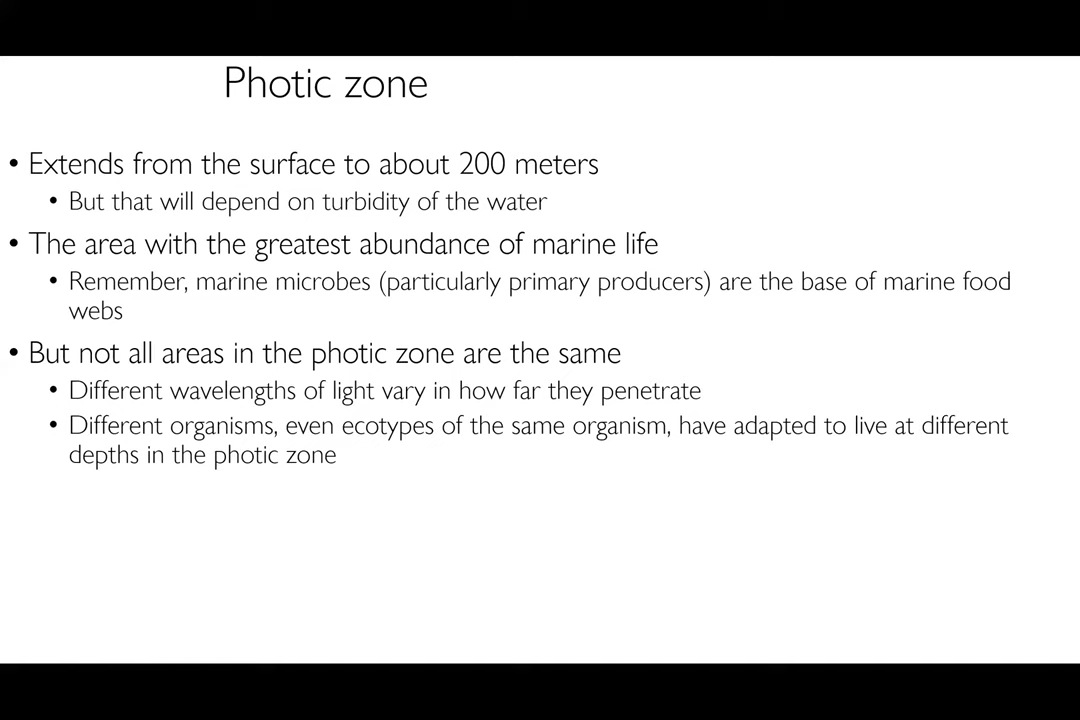 Photic zone
• Extends from the surface to about 200 meters
• But that will depend on turbidity of the water
• The area with the greatest abundance of marine life
• Remember, marine microbes (particularly primary producers) are the base of marine food
webs
• But not all areas in the photic zone are the same
• Different wavelengths of light vary in how far they penetrate
• Different organisms, even ecotypes of the same organism, have adapted to live at different
depths in the photic zone